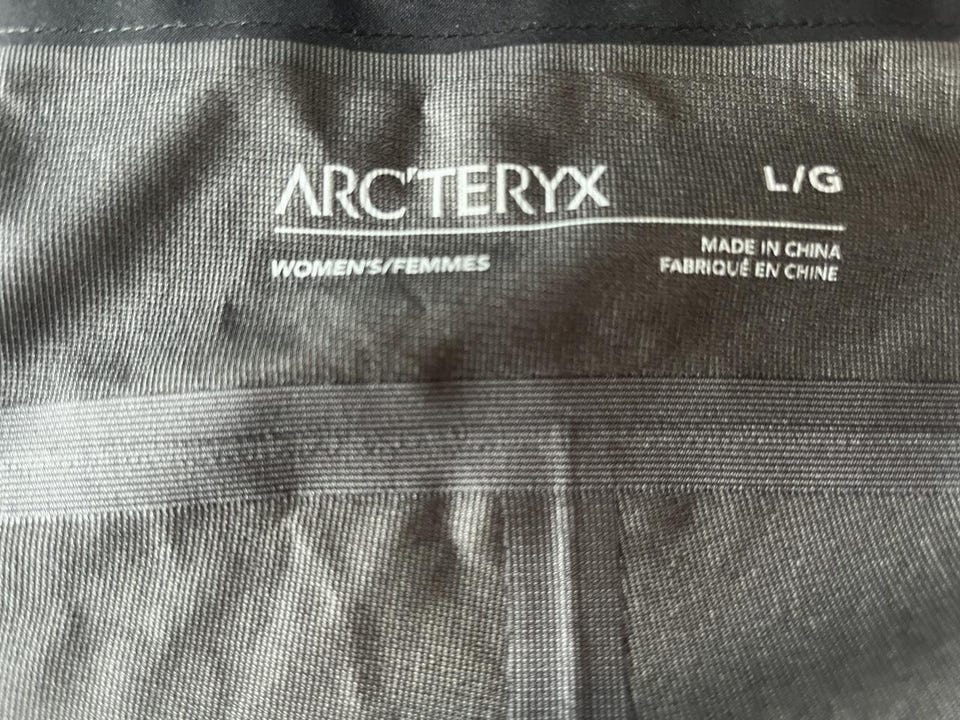 ARC'TERYX
L/G
WOMEN'S/FEMMES
MADE IN CHINA
FABRIQUÉ EN CHINE